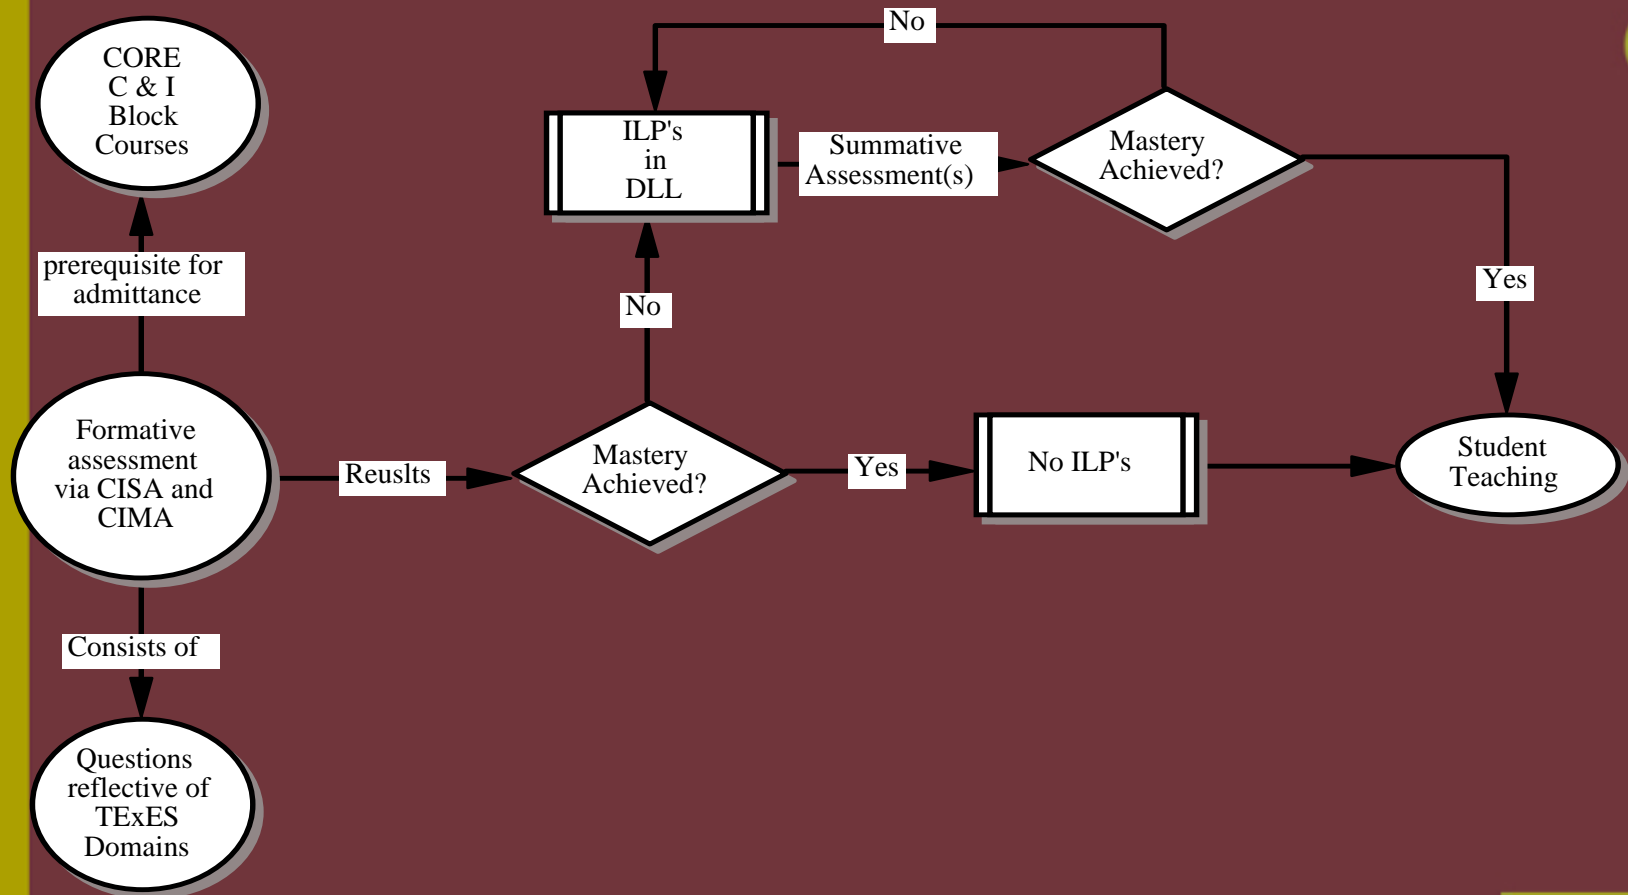 CORE
C & I
Block
Courses
prerequisite for
admittance
Formative
assessment
via CISA and
CIMA
Consists of
Questions
reflective of
TExES
Domains
Reuslts
Mastery
Achieved?
No
ILP's
in
DLL
Summative
Assessment(s)
Mastery
Achieved?
No
Yes
Yes
No ILP's
Student
Teaching